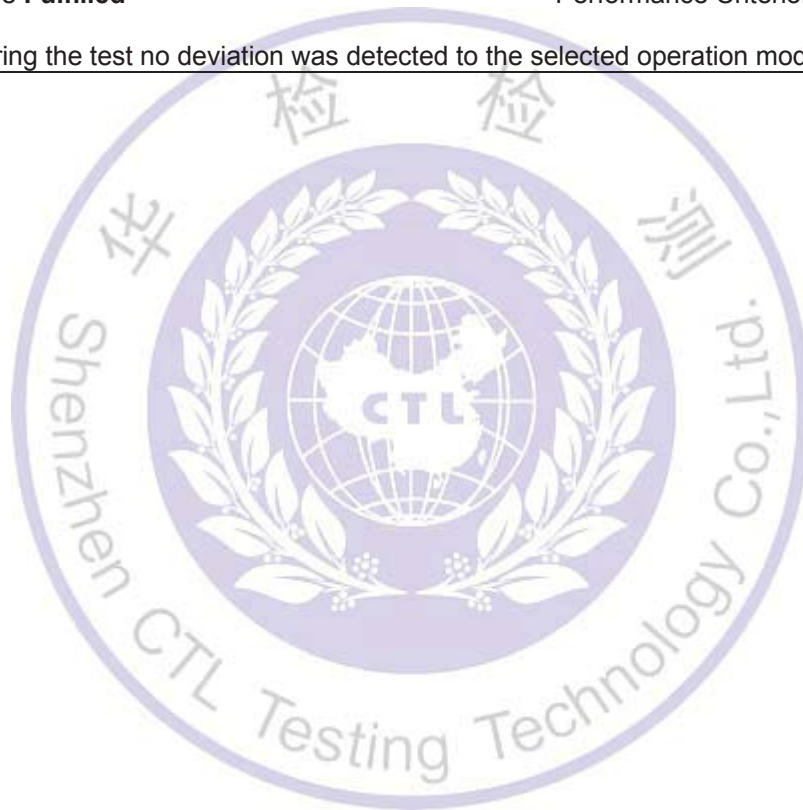 s Fulfilled Performance Criterio
ring the test no deviation was detected to the selected operation mod
华检检测
Shenzhen CTL Testing Technology Co.,Ltd.
CTL